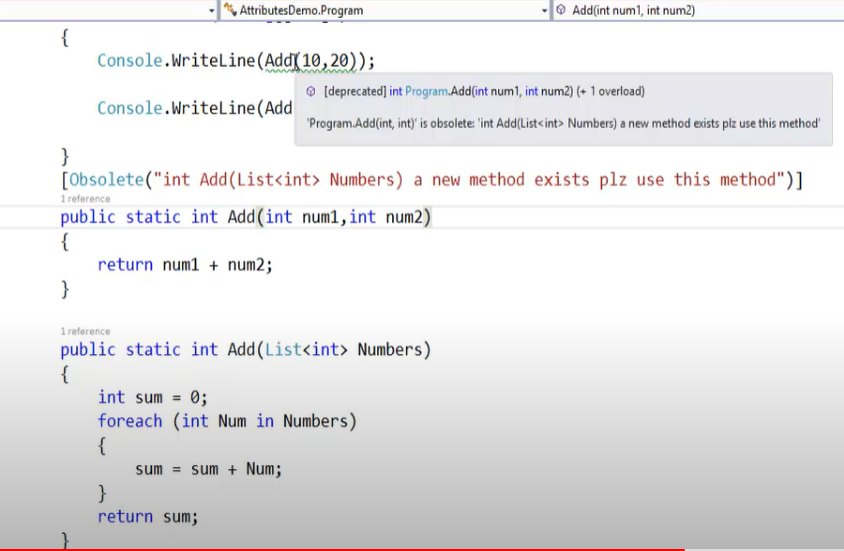 AttributesDemo.Program Add(int num1, int num2)
{
Console.WriteLine(Add(10,20));
[deprecated] int Program.Add(int num1, int num2) (+ 1 overload)
Console.WriteLine(Add
'Program.Add(int, int)' is obsolete: 'int Add(List<int> Numbers) a new method exists plz use this method'
}
[Obsolete("int Add(List<int> Numbers) a new method exists plz use this method")]
1 reference
public static int Add(int num1,int num2)
{
return num1 + num2;
}
1 reference
public static int Add(List<int> Numbers)
{
int sum = 0;
foreach (int Num in Numbers)
{
sum = sum + Num;
}
return sum;
}